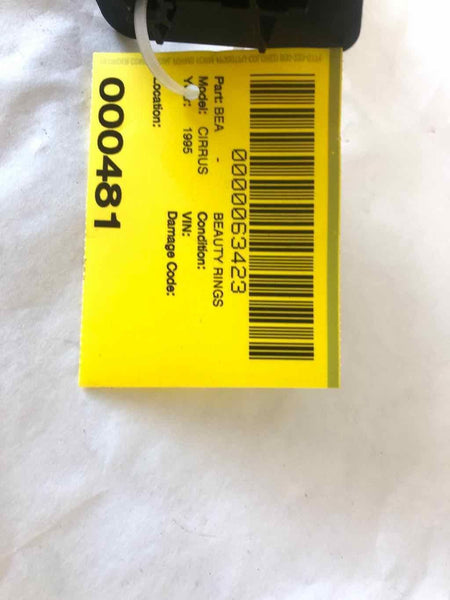 0000063423
Part: BEA - BEAUTY RINGS
Model: CIRRUS Condition:
1995 VIN:
Location: Damage Code:
000481